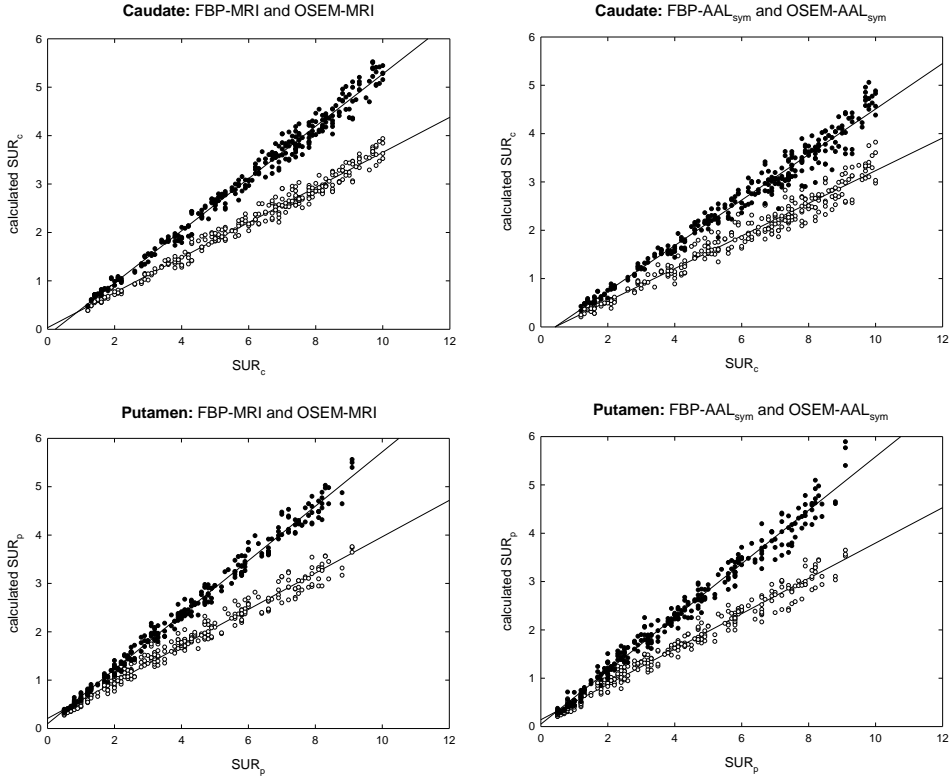 Caudate: FBP-MRI and OSEM-MRI
6
5
4
3
2
1
0
calculated SURc
0 2 4 6 8 10 12
SURc
Caudate: FBP-AALsym and OSEM-AALsym
6
5
4
3
2
1
0
calculated SURc
0 2 4 6 8 10 12
SURc
Putamen: FBP-MRI and OSEM-MRI
6
5
4
3
2
1
0
calculated SURp
0 2 4 6 8 10 12
SURp
Putamen: FBP-AALsym and OSEM-AALsym
6
5
4
3
2
1
0
calculated SURp
0 2 4 6 8 10 12
SURp